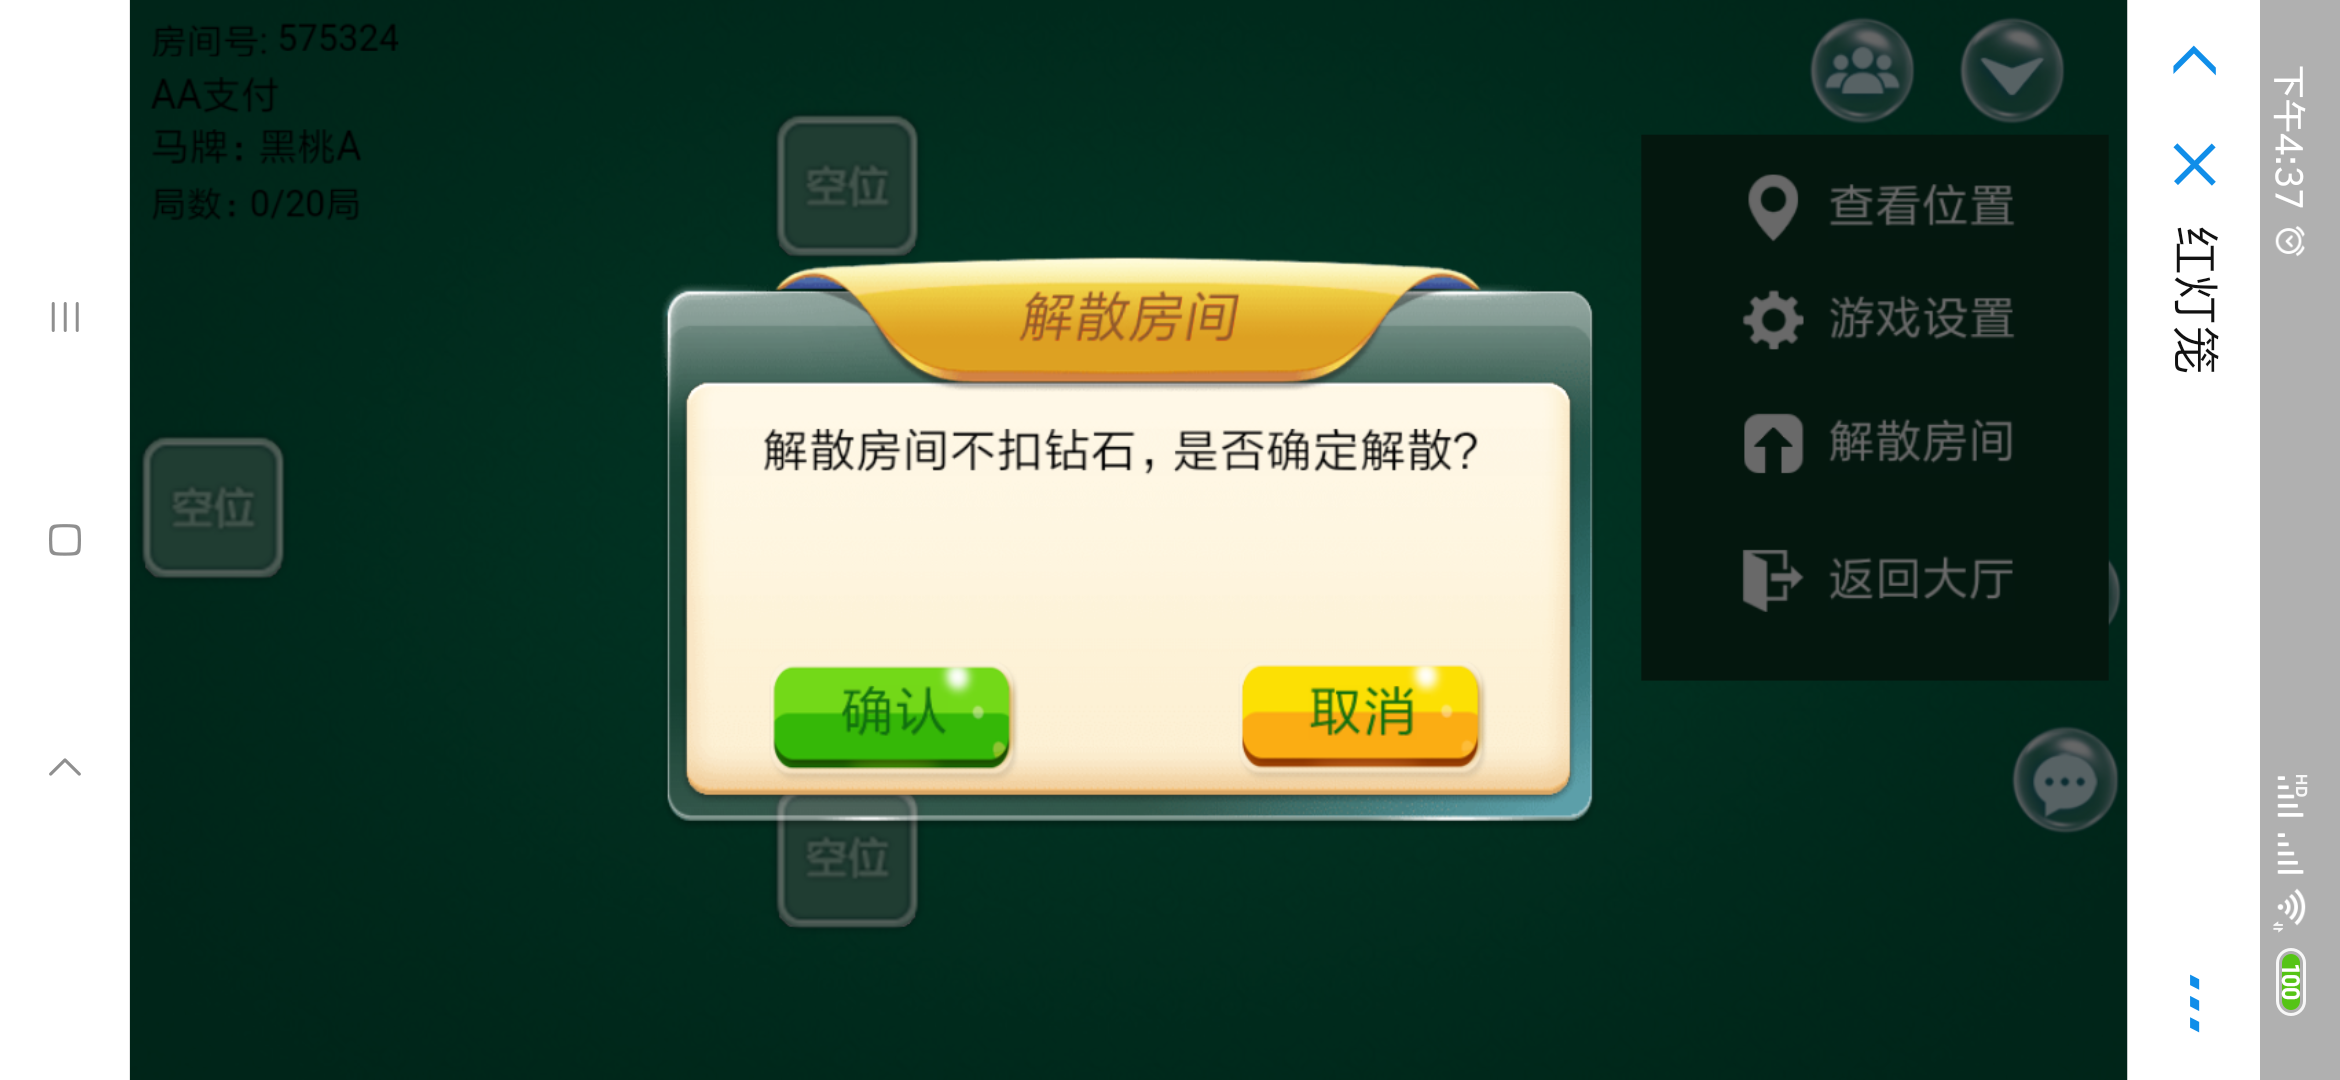 房间号: 575324
AA支付
马牌：黑桃A
局数：0/20局
空位
空位
空位
解散房间
解散房间不扣钻石，是否确定解散?
确认
取消
查看位置
游戏设置
解散房间
返回大厅
红灯笼
下午4:37
HD
100